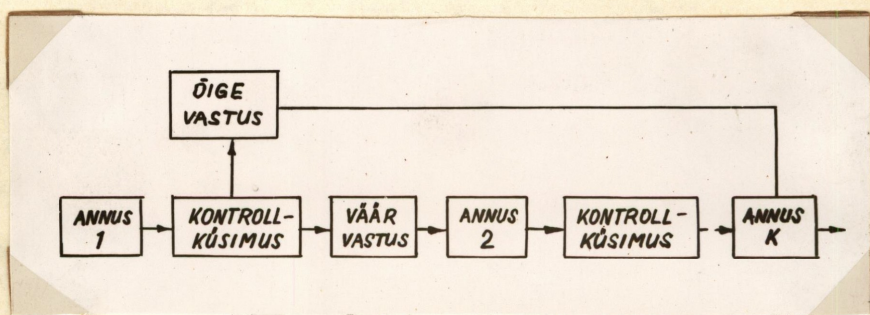 ÕIGE
VASTUS
ANNUS
1
KONTROLL-
KÜSIMUS
VÄÄR
VASTUS
ANNUS
2
KONTROLL-
KÜSIMUS
ANNUS
K